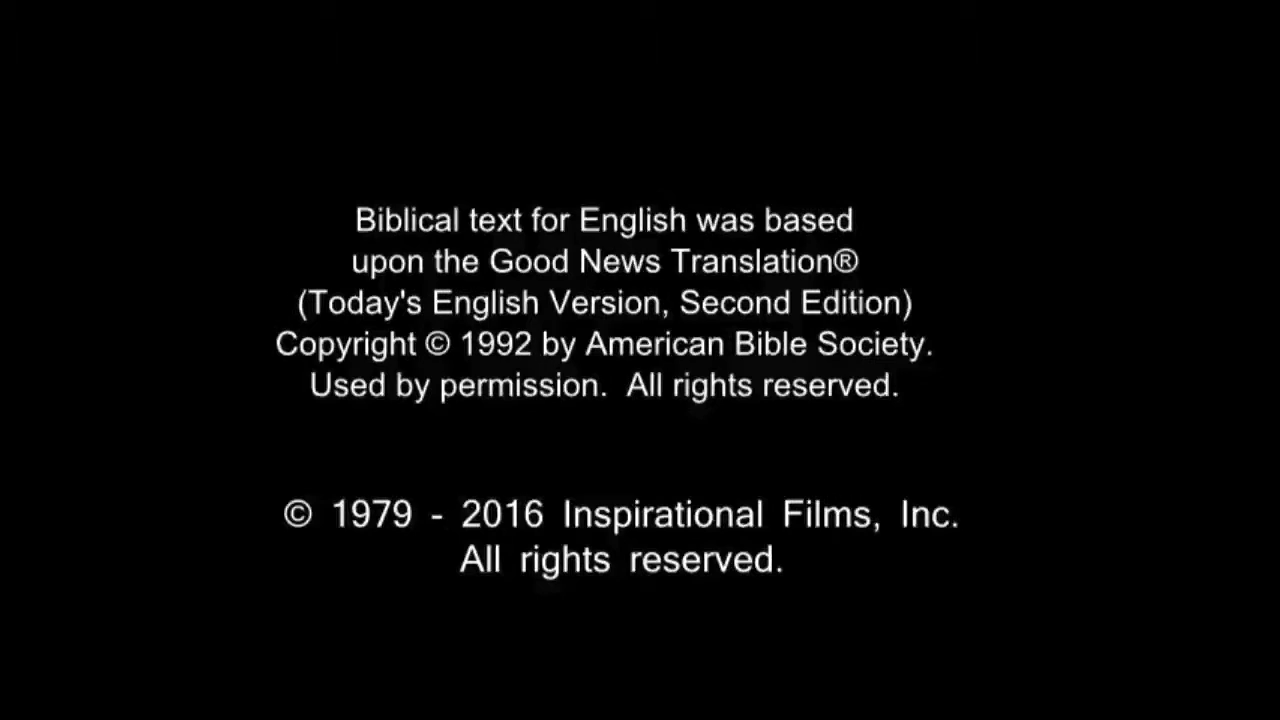 Biblical text for English was based
upon the Good News Translation®
(Today's English Version, Second Edition)
Copyright © 1992 by American Bible Society.
Used by permission.  All rights reserved.
© 1979 - 2016 Inspirational Films, Inc.
All rights reserved.